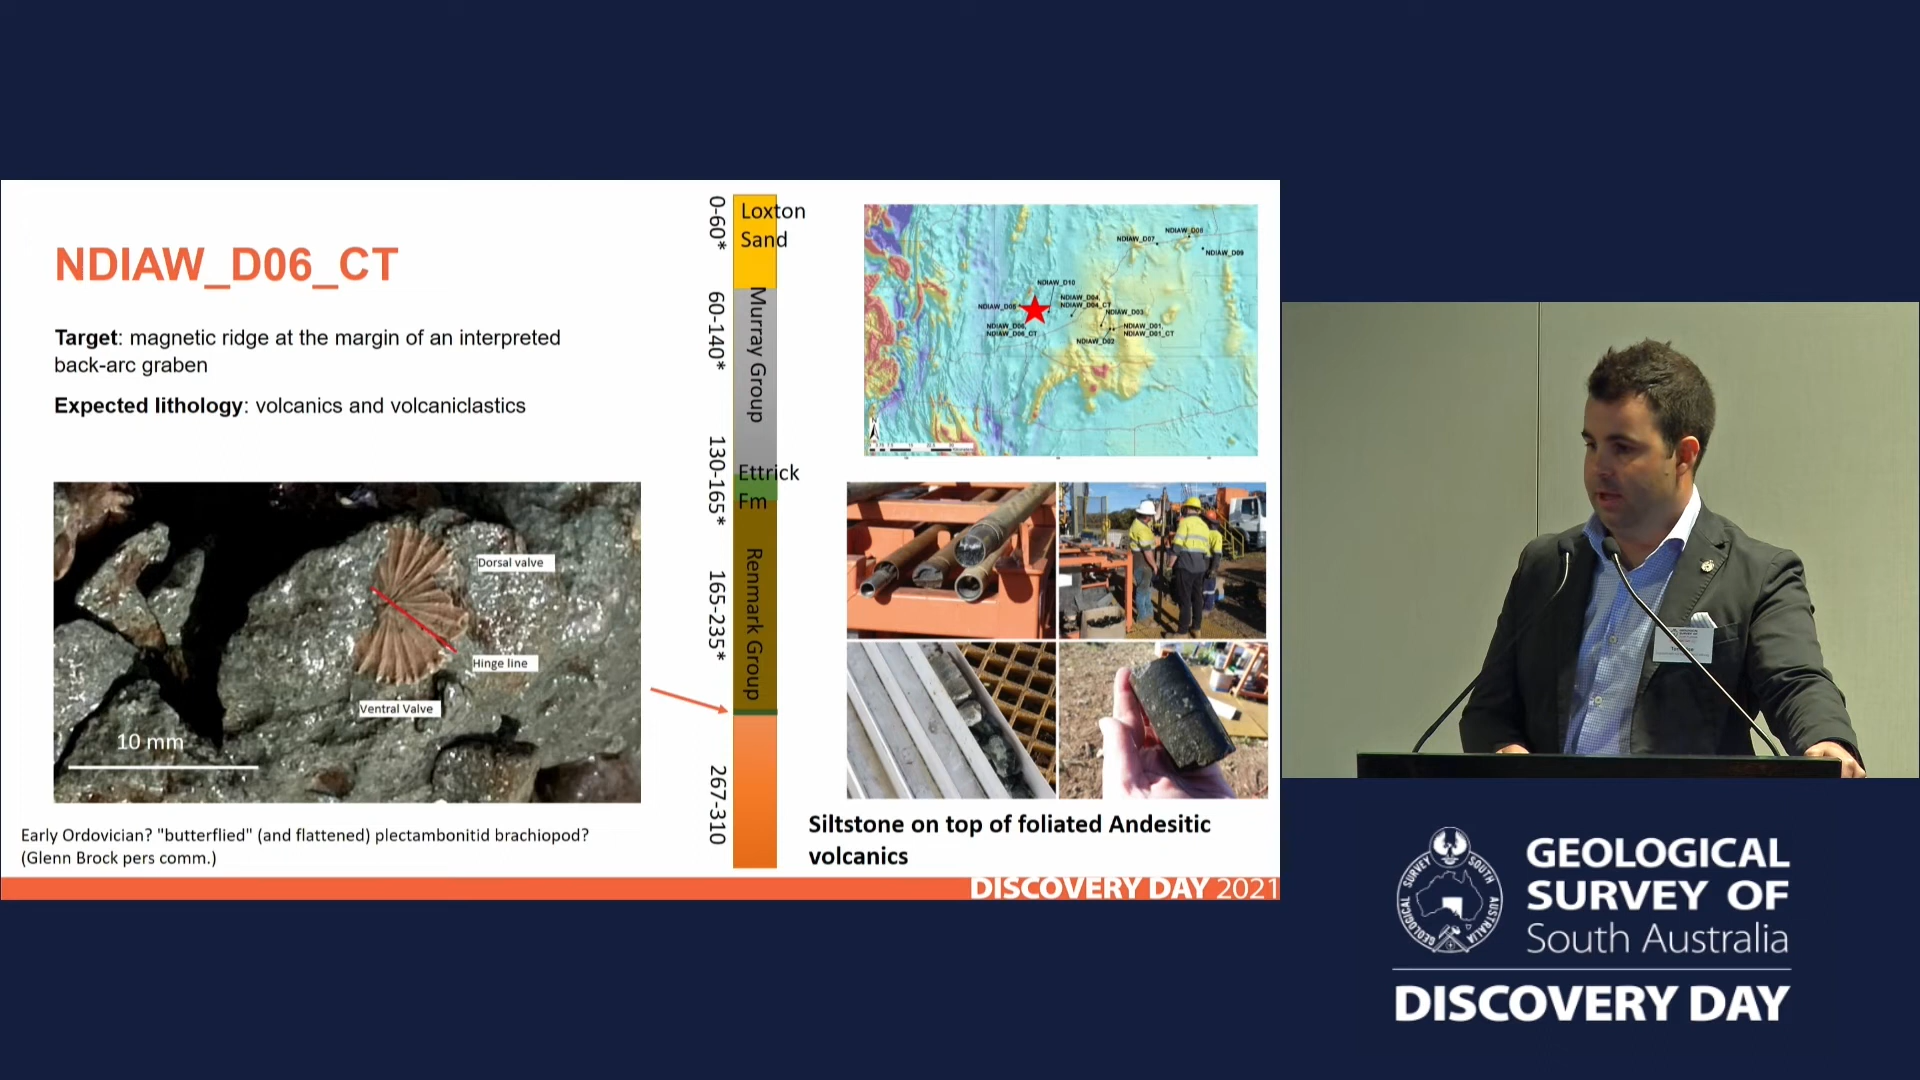 NDIAW_D06_CT
Target: magnetic ridge at the margin of an interpreted
back-arc graben
Expected lithology: volcanics and volcaniclastics
Dorsal valve
Hinge line
Ventral Valve
10 mm
Early Ordovician? "butterflied" (and flattened) plectambonitid brachiopod?
(Glenn Brock pers comm.)
0-60*
60-140*
130-165*
165-235*
267-310
Loxton
Sand
Murray Group
Ettrick
Fm
Renmark Group
NDIAW_D08
NDIAW_D07
NDIAW_D09
NDIAW_D10
NDIAW_D04,
NDIAW_D04_CT
NDIAW_D05
NDIAW_D03
NDIAW_D06,
NDIAW_D06_CT
NDIAW_D01,
NDIAW_D01_CT
NDIAW_D02
N
Siltstone on top of foliated Andesitic
volcanics
DISCOVERY DAY 2021
GEOLOGICAL SURVEY SOUTH AUSTRALIA
GEOLOGICAL
SURVEY OF
South Australia
DISCOVERY DAY